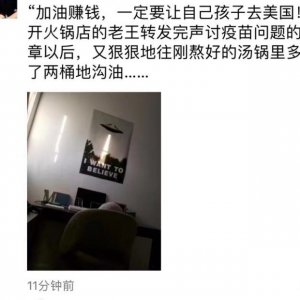 “加油赚钱，一定要让自己孩子去美国！
开火锅店的老王转发完声讨疫苗问题的
章以后，又狠狠地往刚熬好的汤锅里多
了两桶地沟油……
I WANT TO
BELIEVE
11分钟前